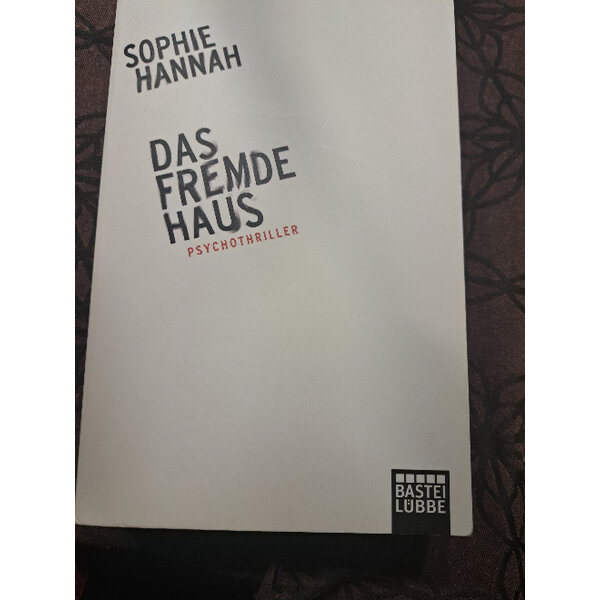 SOPHIE
HANNAH
DAS
FREMDE
HAUS
PSYCHOTHRILLER
BASTEI
LÜBBE